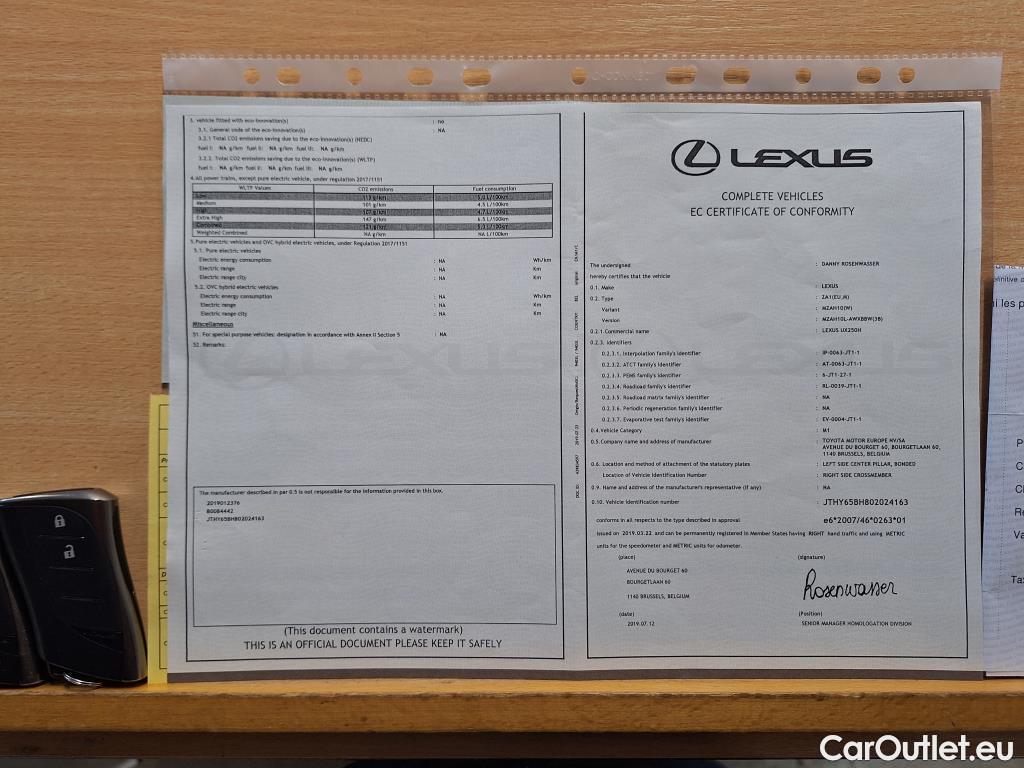 3. vehicle fitted with eco-innovation(s) : no
3.1. General code of the eco-innovation(s) : NA
3.2.1 Total CO2 emissions saving due to the eco-innovation(s) (NEDC)
fuel I: NA g/km fuel II: NA g/km fuel III: NA g/km
3.2.2. Total CO2 emissions saving due to the eco-innovation(s) (WLTP)
fuel I: NA g/km fuel II: NA g/km fuel III: NA g/km
4.All power trains, except pure electric vehicle, under regulation 2017/1151
WLTP Values CO2 emissions Fuel consumption
Low 113 g/km 5.0 L/100km
Medium 101 g/km 4.5 L/100km
High 107 g/km 4.7 L/100km
Extra High 147 g/km 6.5 L/100km
Combined 121 g/km 5.3 L/100km
Weighted Combined NA g/km NA L/100km
5.Pure electric vehicles and OVC hybrid electric vehicles, under Regulation 2017/1151
5.1. Pure electric vehicles
Electric energy consumption : NA Wh/km
Electric range : NA Km
Electric range city : NA Km
5.2. OVC hybrid electric vehicles
Electric energy consumption : NA Wh/km
Electric range : NA Km
Electric range city : NA Km
Miscellaneous
51. For special purpose vehicles: designation in accordance with Annex II Section 5 : NA
52. Remarks:
The manufacturer described in par 0.5 is not responsible for the information provided in this box.
2019012376
80084442
JTHY65BH802024163
(This document contains a watermark)
THIS IS AN OFFICIAL DOCUMENT PLEASE KEEP IT SAFELY
LEXUS
COMPLETE VEHICLES
EC CERTIFICATE OF CONFORMITY
The undersigned : DANNY ROSENWASSER
hereby certifies that the vehicle
0.1. Make : LEXUS
0.2. Type : ZA1(EU,M)
Variant : MZAH10(W)
Version : MZAH10L-AWXBBW(3B)
0.2.1.Commercial name : LEXUS UX250H
0.2.3. Identifiers
0.2.3.1. Interpolation family's identifier : IP-0063-JT1-1
0.2.3.2. ATCT family's identifier : AT-0063-JT1-1
0.2.3.3. PEMS family's identifier : 6-JT1-27-1
0.2.3.4. Roadload family's identifier : RL-0039-JT1-1
0.2.3.5. Roadload matrix family's identifier : NA
0.2.3.6. Periodic regeneration family's identifier : NA
0.2.3.7. Evaporative test family's identifier : EV-0004-JT1-1
0.4.Vehicle Category : M1
0.5.Company name and address of manufacturer : TOYOTA MOTOR EUROPE NV/SA
AVENUE DU BOURGET 60, BOURGETLAAN 60,
1140 BRUSSELS, BELGIUM
0.6. Location and method of attachment of the statutory plates : LEFT SIDE CENTER PILLAR, BONDED
Location of Vehicle Identification Number : RIGHT SIDE CROSSMEMBER
0.9. Name and address of the manufacturer's representative (if any) : NA
0.10. Vehicle Identification number : JTHY65BH802024163
conforms in all respects to the type described in approval e6*2007/46*0263*01
issued on 2019.03.22 and can be permanently registered in Member States having RIGHT hand traffic and using METRIC
units for the speedometer and METRIC units for odometer.
(place) (signature)
AVENUE DU BOURGET 60
BOURGETLAAN 60
1140 BRUSSELS, BELGIUM
Rosenwasser
(date) (Position)
2019.07.12 SENIOR MANAGER HOMOLOGATION DIVISION
CarOutlet.eu